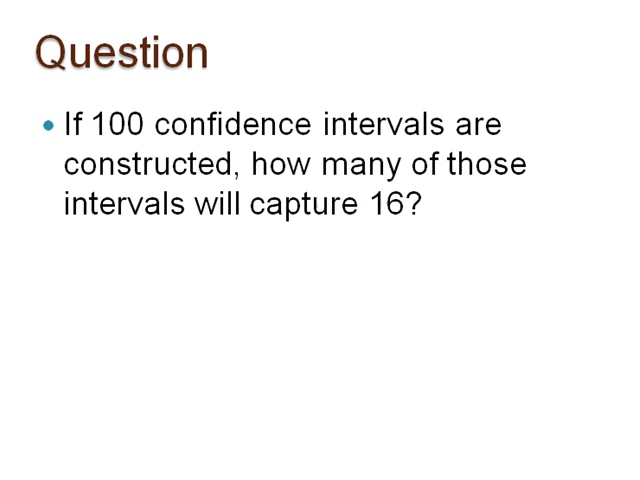 Question
If 100 confidence intervals are
constructed, how many of those
intervals will capture 16?